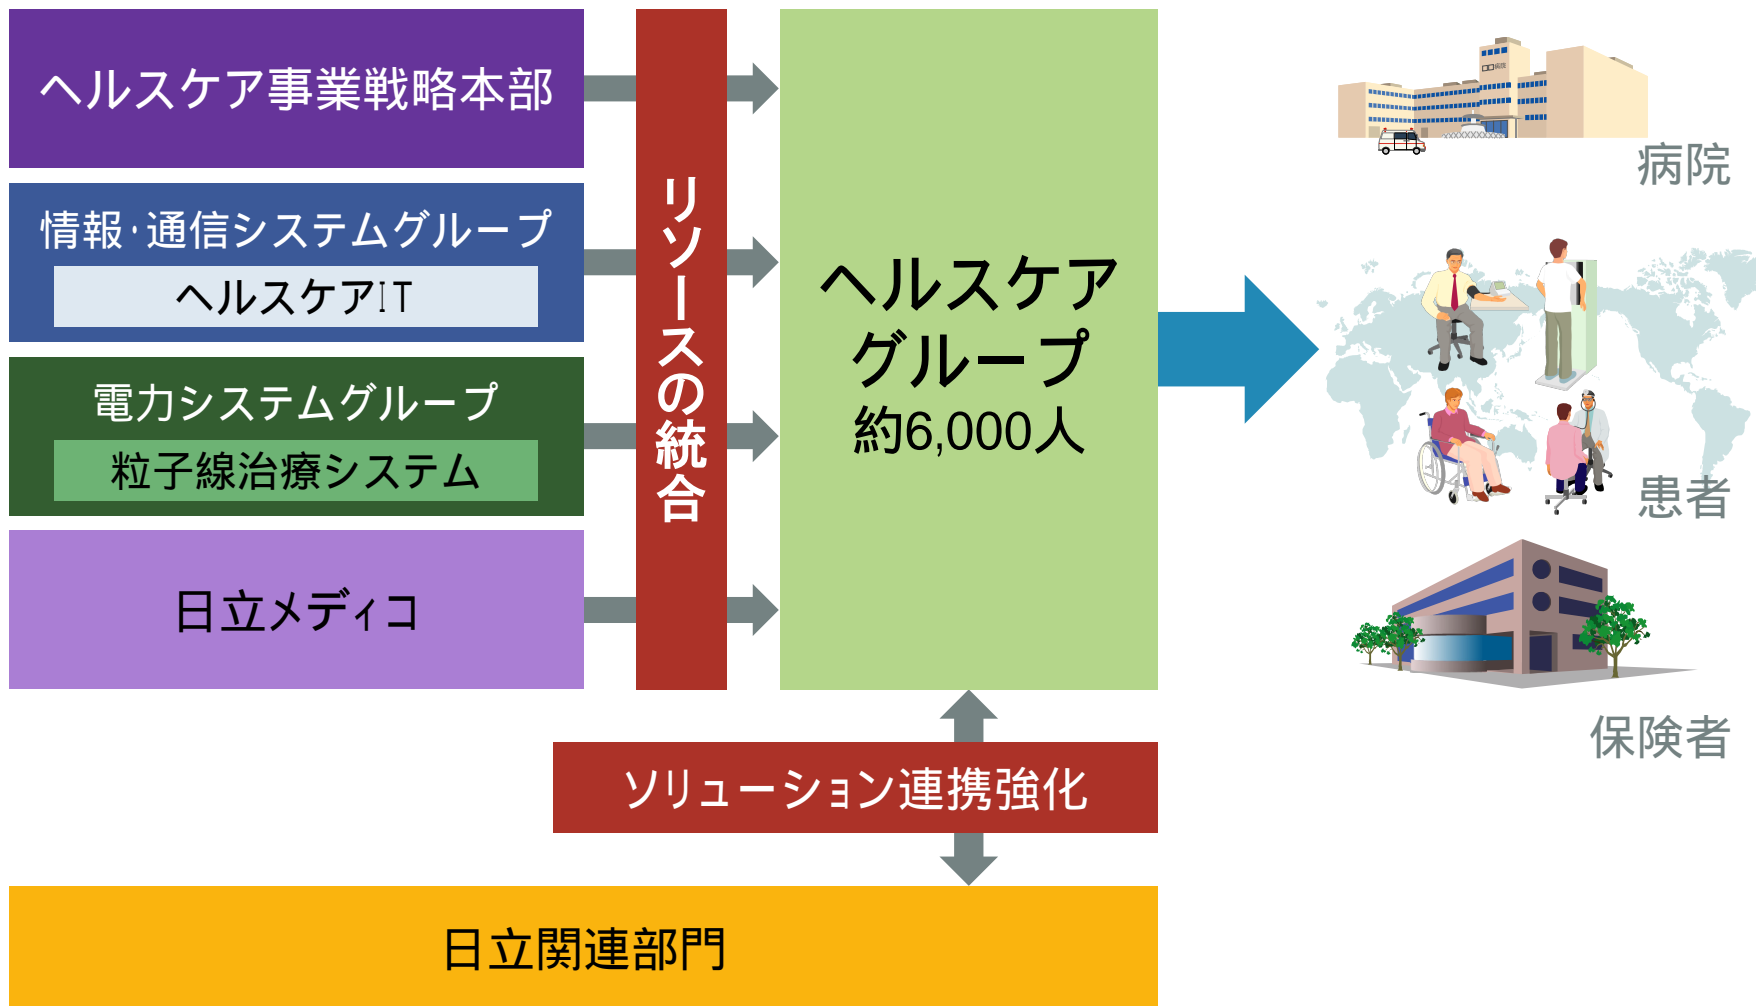 ヘルスケア事業戦略本部
情報・通信システムグループ
ヘルスケアIT
電力システムグループ
粒子線治療システム
日立メディコ
リソースの統合
ヘルスケア
グループ
約6,000人
ソリューション連携強化
日立関連部門
病院
患者
保険者